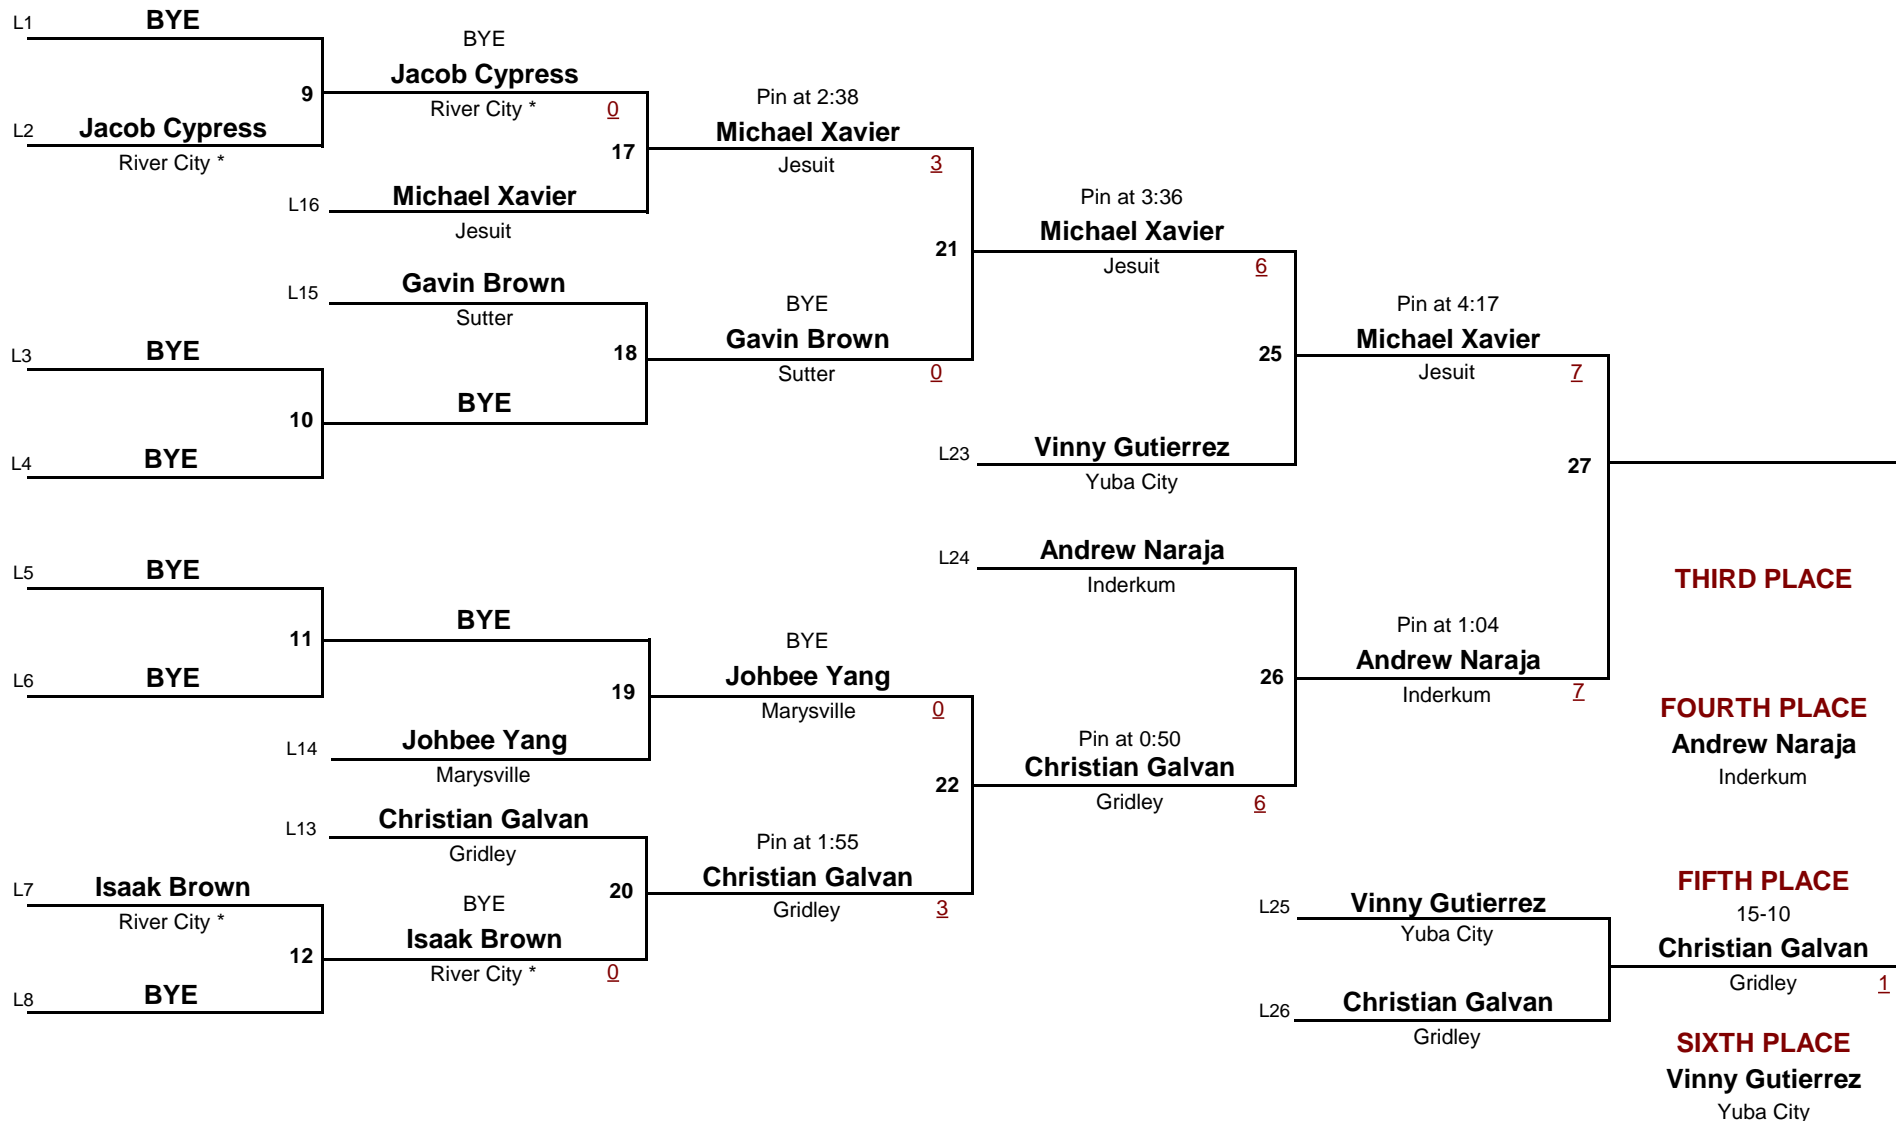 L1 BYE
9
L2 Jacob Cypress
River City *
BYE
Jacob Cypress
River City * 0
17
L16 Michael Xavier
Jesuit
Pin at 2:38
Michael Xavier
Jesuit 3
21
L15 Gavin Brown
Sutter
18
BYE
Gavin Brown
Sutter 0
L3 BYE
10
BYE
L4 BYE
Pin at 3:36
Michael Xavier
Jesuit 6
25
L23 Vinny Gutierrez
Yuba City
Pin at 4:17
Michael Xavier
Jesuit 7
27
L5 BYE
11
BYE
L6 BYE
19
L14 Johbee Yang
Marysville
BYE
Johbee Yang
Marysville 0
22
L13 Christian Galvan
Gridley
20
L7 Isaak Brown
River City *
12
BYE
Isaak Brown
River City * 0
L8 BYE
Pin at 1:55
Christian Galvan
Gridley 3
L24 Andrew Naraja
Inderkum
26
Pin at 0:50
Christian Galvan
Gridley 6
Pin at 1:04
Andrew Naraja
Inderkum 7
THIRD PLACE
FOURTH PLACE
Andrew Naraja
Inderkum
L25 Vinny Gutierrez
Yuba City
L26 Christian Galvan
Gridley
FIFTH PLACE
15-10
Christian Galvan
Gridley 1
SIXTH PLACE
Vinny Gutierrez
Yuba City